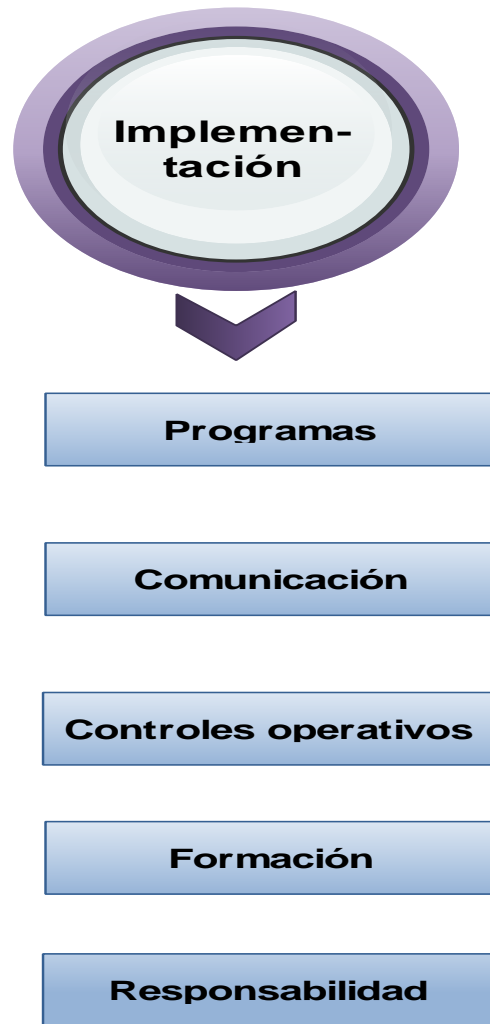 Implemen-
tación
Programas
Comunicación
Controles operativos
Formación
Responsabilidad